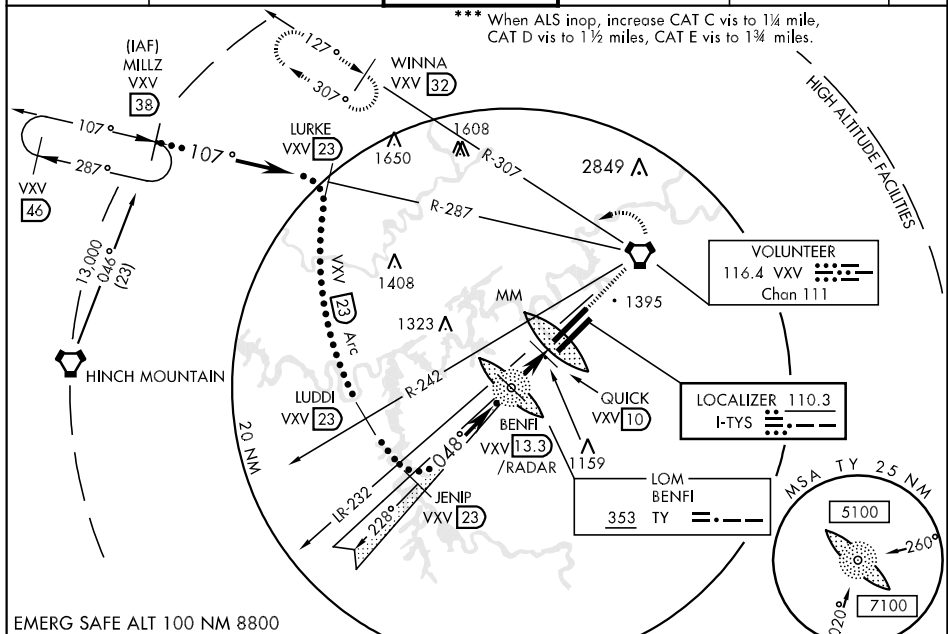 *** When ALS inop, increase CAT C vis to 1¼ mile,
CAT D vis to 1½ miles, CAT E vis to 1¾ miles.
(IAF)
MILLZ
VXV
38
127°
307°
WINNA
VXV 32
HIGH ALTITUDE FACILITIES
107°
287°
VXV
46
107°
LURKE
VXV 23
1650
1608
R-307
2849
R-287
13,000
046°
(23)
HINCH MOUNTAIN
VXV 23 Arc
1408
1323
MM
1395
VOLUNTEER
116.4 VXV
Chan 111
R-242
LUDDI
VXV 23
QUICK
VXV 10
LOCALIZER 110.3
I-TYS
20 NM
BENFI
VXV 13.3
/RADAR
1159
048°
LR-232
228°
JENIP
VXV 23
LOM
BENFI
353 TY
MSA TY 25 NM
5100
260°
7100
020°
EMERG SAFE ALT 100 NM 8800